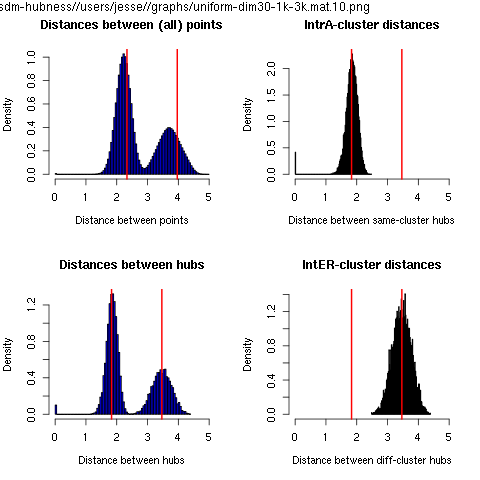 sdm-hubness//users/jesse//graphs/uniform-dim30-1k-3k.mat.10.png
Distances between (all) points
IntrA-cluster distances
Density
0.0 0.2 0.4 0.6 0.8 1.0
0 1 2 3 4 5
Distance between points
Density
0.0 0.5 1.0 1.5 2.0
0 1 2 3 4 5
Distance between same-cluster hubs
Distances between hubs
IntER-cluster distances
Density
0.0 0.4 0.8 1.2
0 1 2 3 4 5
Distance between hubs
Density
0.0 0.4 0.8 1.2
0 1 2 3 4 5
Distance between diff-cluster hubs